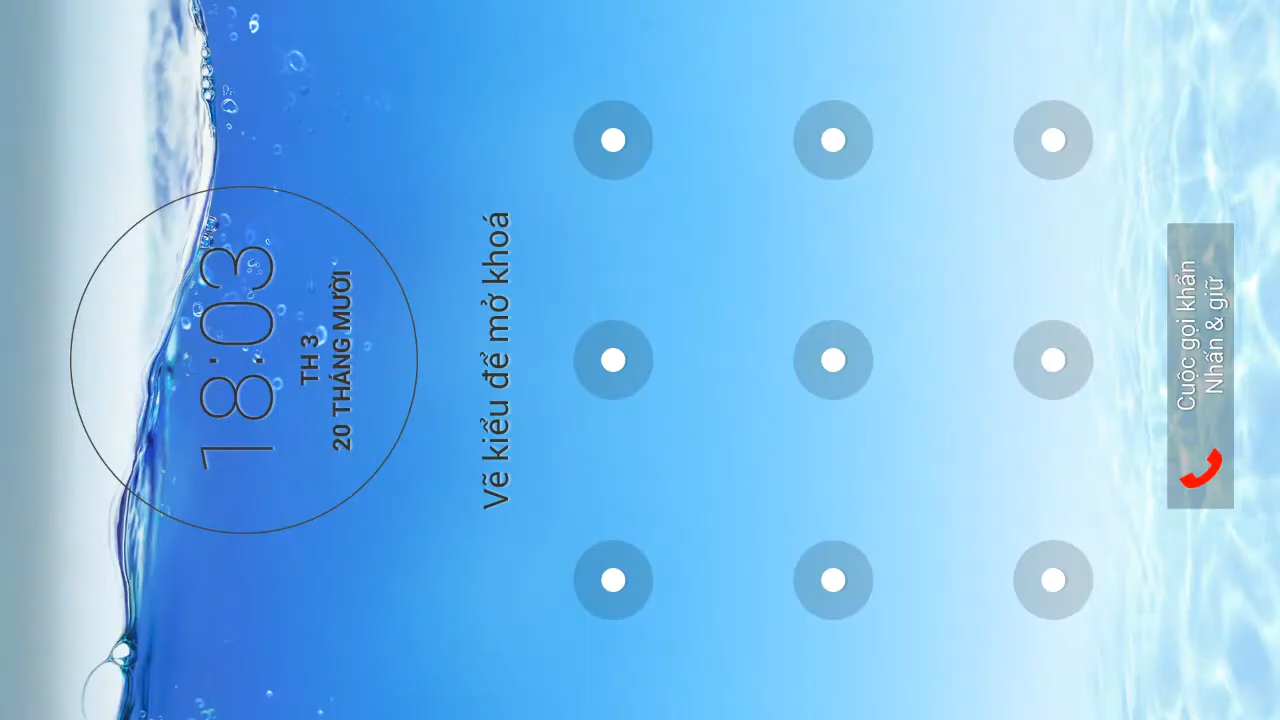 18:03
TH 3
20 THÁNG MƯỜI
Vẽ kiểu để mở khoá
Cuộc gọi khẩn
Nhấn & giữ